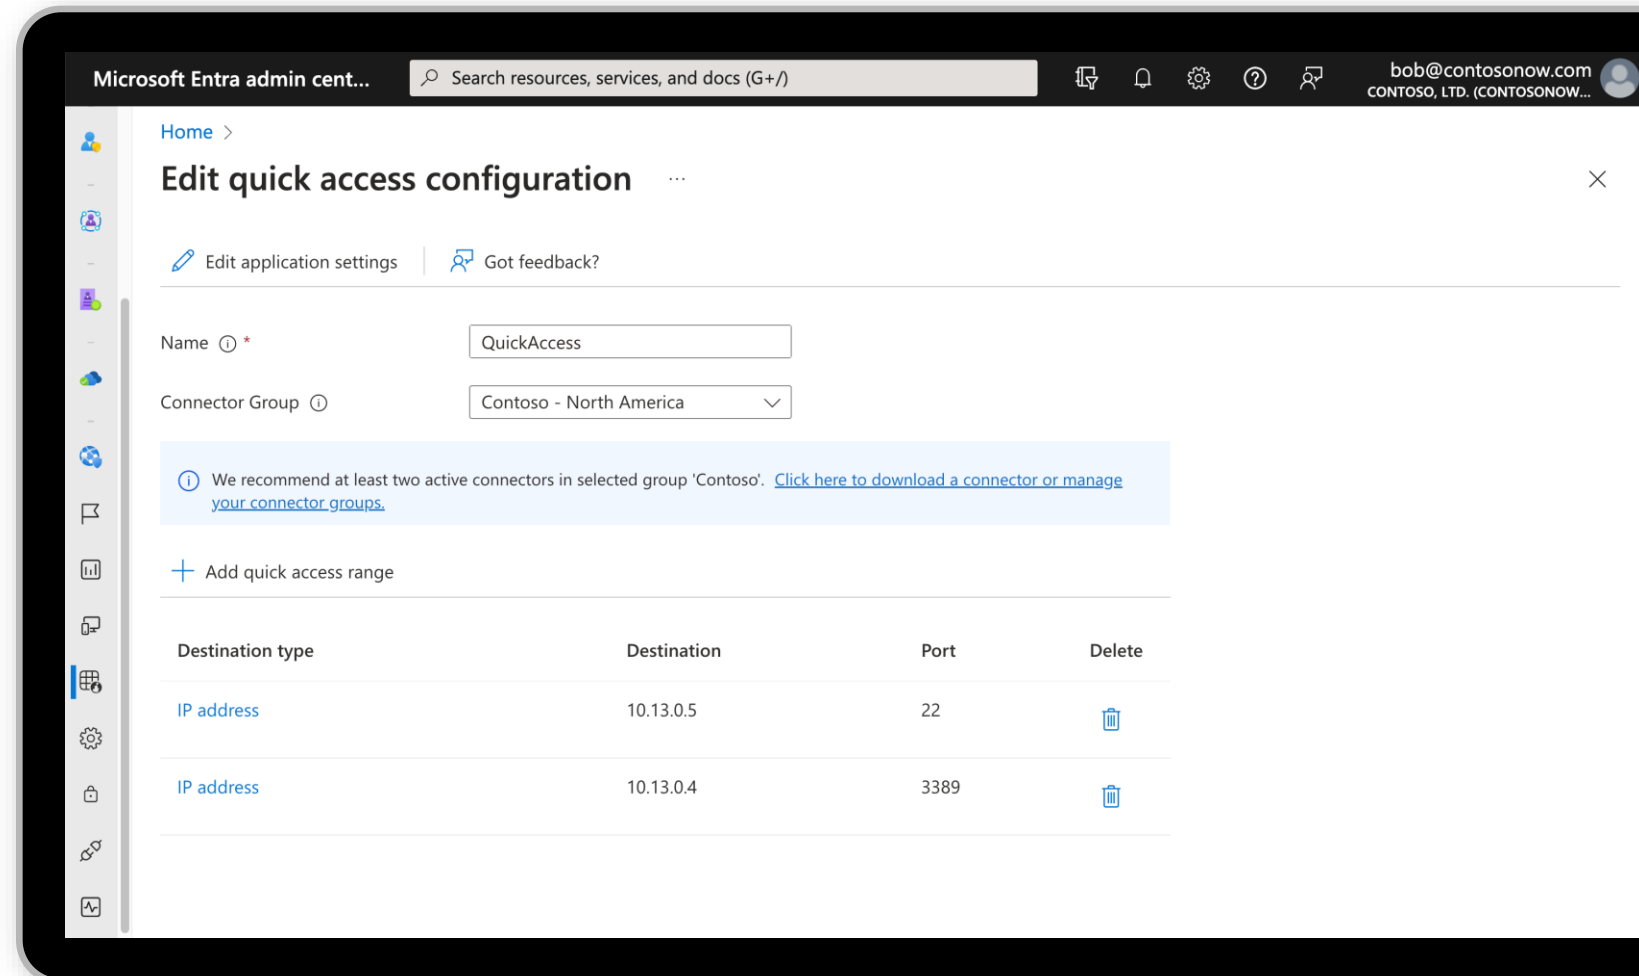 Microsoft Entra admin cent...
Search resources, services, and docs (G+/)
bob@contosonow.com
CONTOSO, LTD. (CONTOSONOW...
Home >
Edit quick access configuration ...
Edit application settings
Got feedback?
Name *
QuickAccess
Connector Group
Contoso - North America
We recommend at least two active connectors in selected group 'Contoso'. Click here to download a connector or manage
your connector groups.
Add quick access range
Destination type Destination Port Delete
IP address 10.13.0.5 22
IP address 10.13.0.4 3389